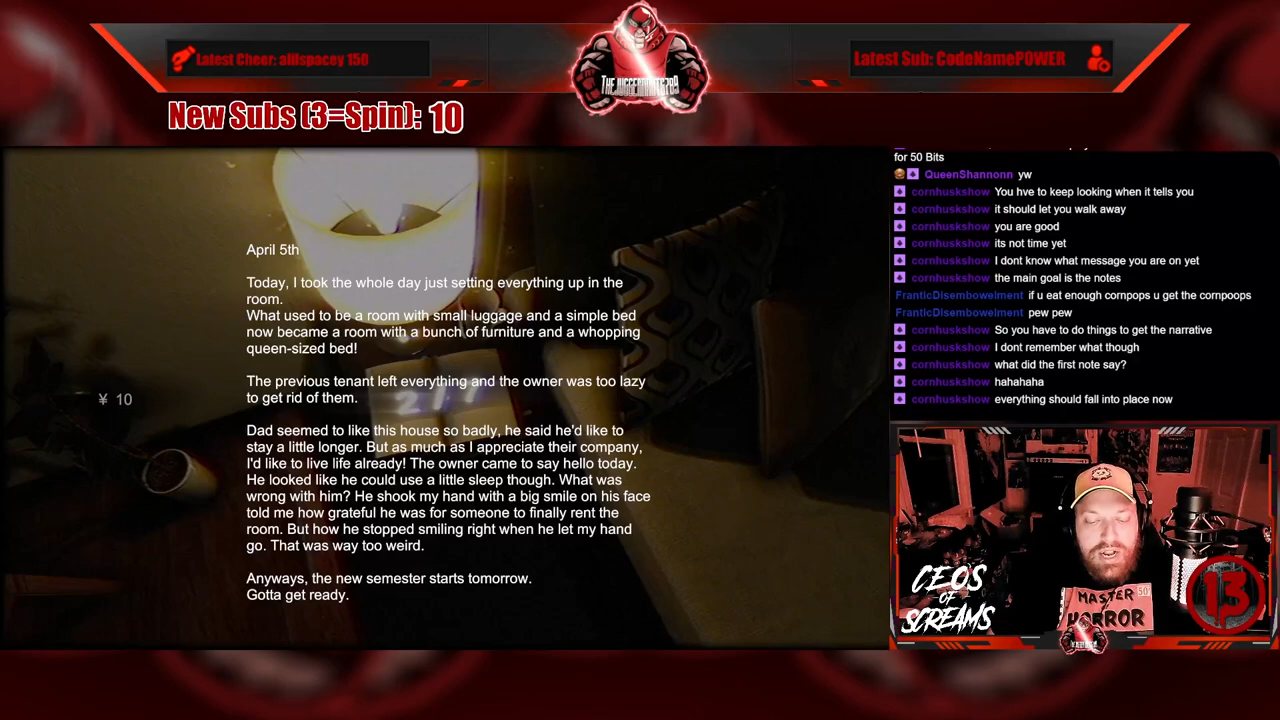 Latest Cheer: allspacey 150
THEJUGGERNAUT6789
Latest Sub: CodeNamePOWER
New Subs (3=Spin): 10
for 50 Bits
QueenShannonn yw
cornhuskshow You hve to keep looking when it tells you
cornhuskshow it should let you walk away
cornhuskshow you are good
cornhuskshow its not time yet
cornhuskshow I dont know what message you are on yet
cornhuskshow the main goal is the notes
FranticDisembowelment if u eat enough cornpops u get the cornpoops
FranticDisembowelment pew pew
cornhuskshow So you have to do things to get the narrative
cornhuskshow I dont remember what though
cornhuskshow what did the first note say?
cornhuskshow hahahaha
cornhuskshow everything should fall into place now
April 5th
Today, I took the whole day just setting everything up in the
room.
What used to be a room with small luggage and a simple bed
now became a room with a bunch of furniture and a whopping
queen-sized bed!
The previous tenant left everything and the owner was too lazy
to get rid of them.
Dad seemed to like this house so badly, he said he'd like to
stay a little longer. But as much as I appreciate their company,
I'd like to live life already! The owner came to say hello today.
He looked like he could use a little sleep though. What was
wrong with him? He shook my hand with a big smile on his face
told me how grateful he was for someone to finally rent the
room. But how he stopped smiling right when he let my hand
go. That was way too weird.
Anyways, the new semester starts tomorrow.
Gotta get ready.
¥ 10
CEOS
OF
SCREAMS
MASTER
HORROR
13